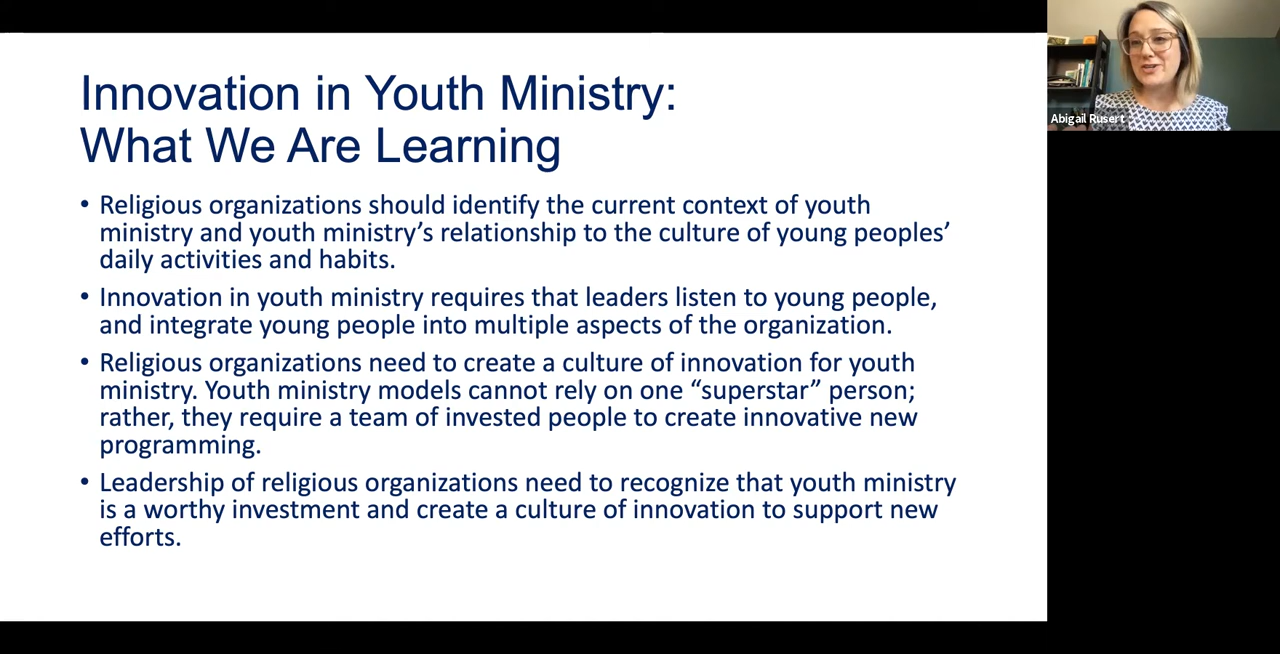 Innovation in Youth Ministry:
What We Are Learning
• Religious organizations should identify the current context of youth
ministry and youth ministry’s relationship to the culture of young peoples’
daily activities and habits.
• Innovation in youth ministry requires that leaders listen to young people,
and integrate young people into multiple aspects of the organization.
• Religious organizations need to create a culture of innovation for youth
ministry. Youth ministry models cannot rely on one “superstar” person;
rather, they require a team of invested people to create innovative new
programming.
• Leadership of religious organizations need to recognize that youth ministry
is a worthy investment and create a culture of innovation to support new
efforts.
Abigail Rusert